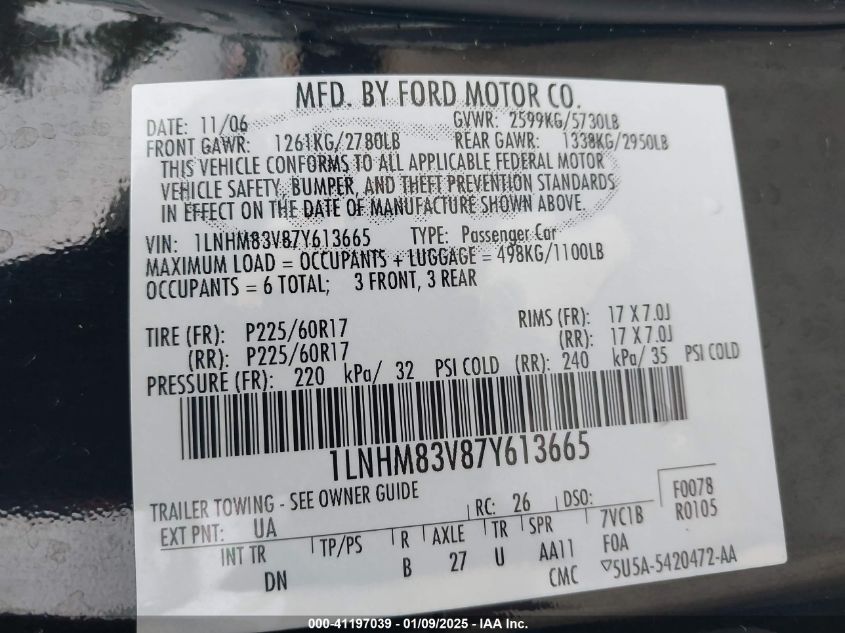 MFD. BY FORD MOTOR CO.
DATE: 11/06 GVWR: 2599KG/5730LB
FRONT GAWR: 1261KG/2780LB REAR GAWR: 1338KG/2950LB
THIS VEHICLE CONFORMS TO ALL APPLICABLE FEDERAL MOTOR
VEHICLE SAFETY, BUMPER, AND THEFT PREVENTION STANDARDS
IN EFFECT ON THE DATE OF MANUFACTURE SHOWN ABOVE.
VIN: 1LNHM83V87Y613665 TYPE: Passenger Car
MAXIMUM LOAD = OCCUPANTS + LUGGAGE = 498KG/1100LB
OCCUPANTS = 6 TOTAL; 3 FRONT, 3 REAR
TIRE (FR): P225/60R17 RIMS (FR): 17 X 7.0J
(RR): P225/60R17 (RR): 17 X 7.0J
PRESSURE (FR): 220 kPa/ 32 PSI COLD (RR): 240 kPa/ 35 PSI COLD
1LNHM83V87Y613665
TRAILER TOWING - SEE OWNER GUIDE
EXT PNT: UA RC: 26 DSO: F0078
INT TR TP/PS R AXLE TR SPR 7VC1B R0105
DN B 27 U AA11 F0A
CMC ▽5U5A-5420472-AA
000-41197039 - 01/09/2025 - IAA Inc.